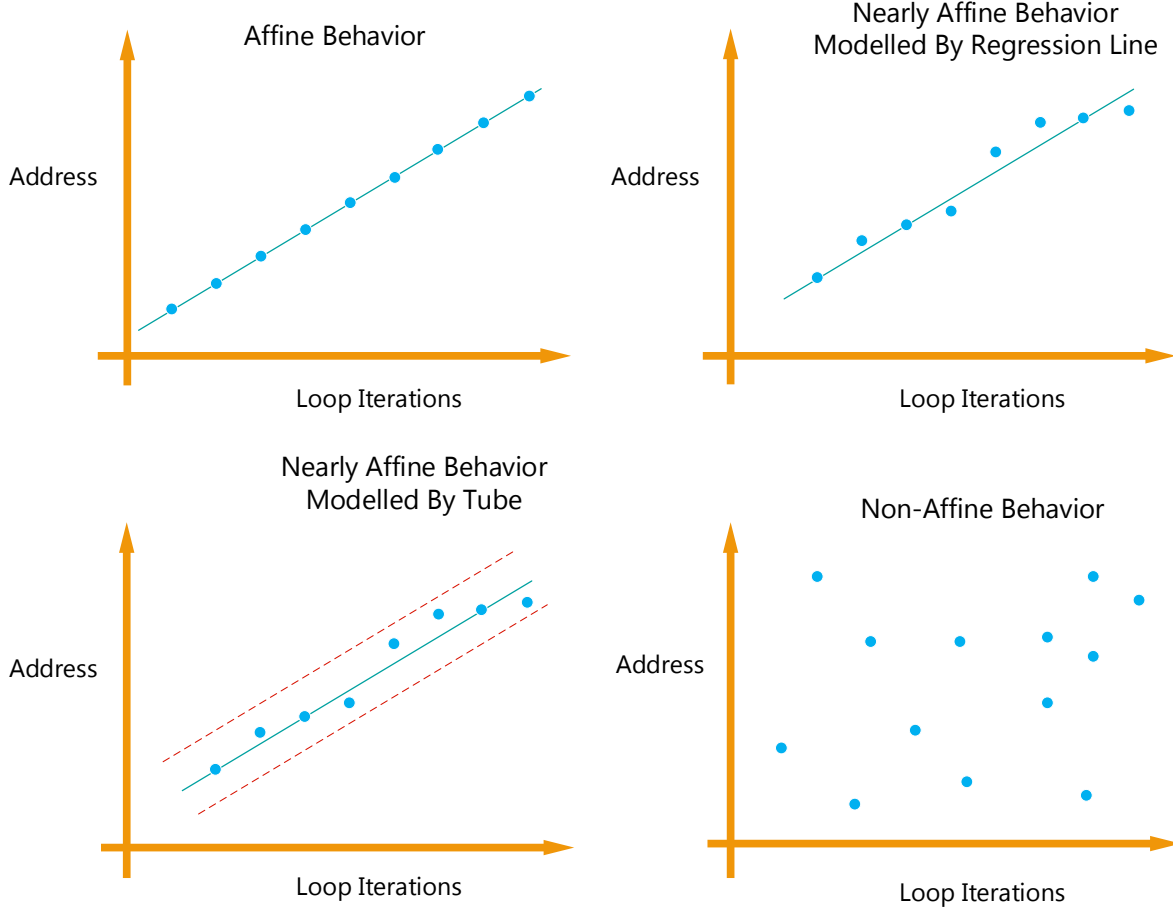 Affine Behavior
Address
Loop Iterations
Nearly Affine Behavior
Modelled By Regression Line
Address
Loop Iterations
Nearly Affine Behavior
Modelled By Tube
Address
Loop Iterations
Non-Affine Behavior
Address
Loop Iterations